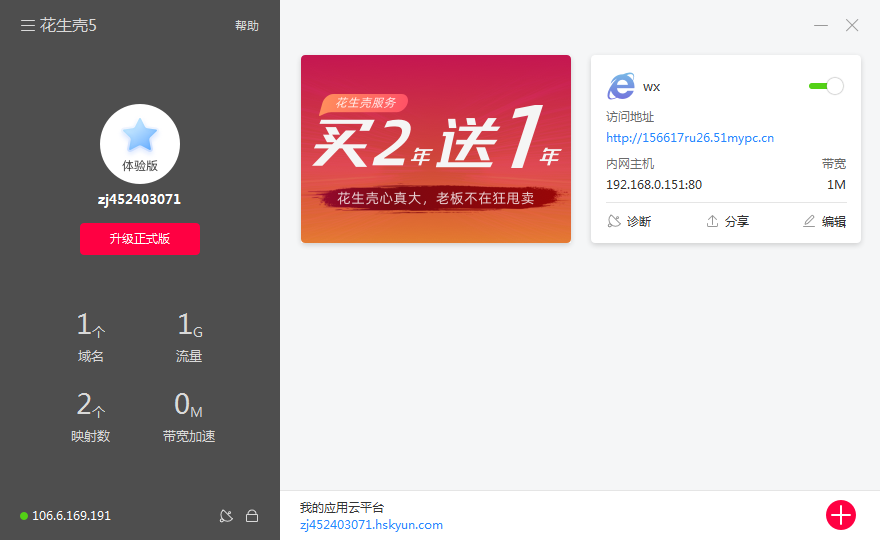 花生壳5
帮助
体验版
zj452403071
升级正式版
1个
1G
域名
流量
2个
0M
映射数
带宽加速
106.6.169.191
花生壳服务
买2年送1年
花生壳心真大，老板不在狂甩卖
wx
访问地址
http://156617ru26.51mypc.cn
内网主机
带宽
192.168.0.151:80
1M
诊断
分享
编辑
我的应用云平台
zj452403071.hskyun.com